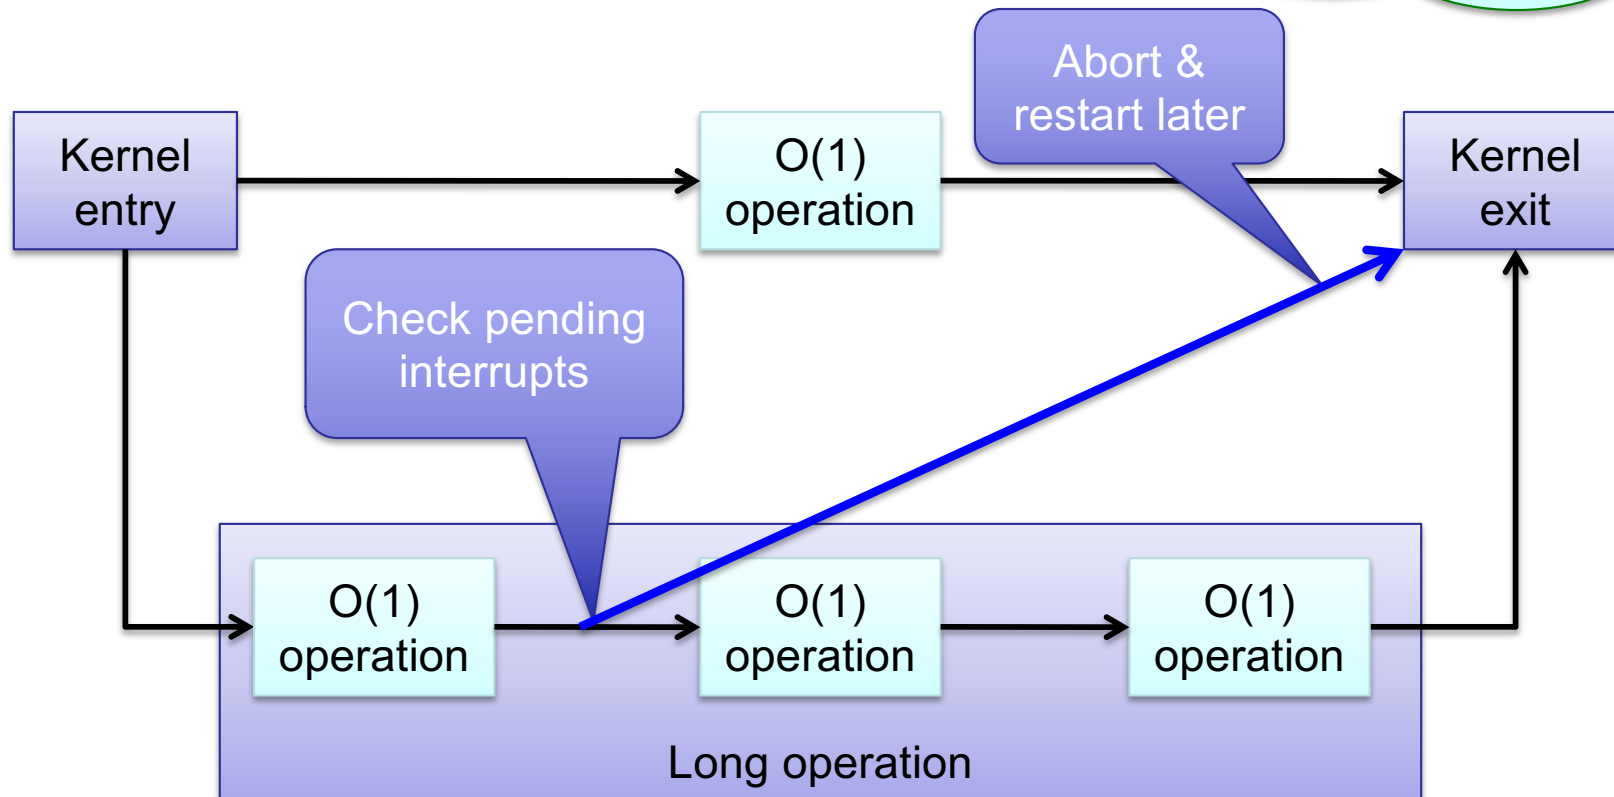 Abort &
restart later
Kernel
entry
O(1)
operation
Kernel
exit
Check pending
interrupts
O(1)
operation
O(1)
operation
O(1)
operation
Long operation